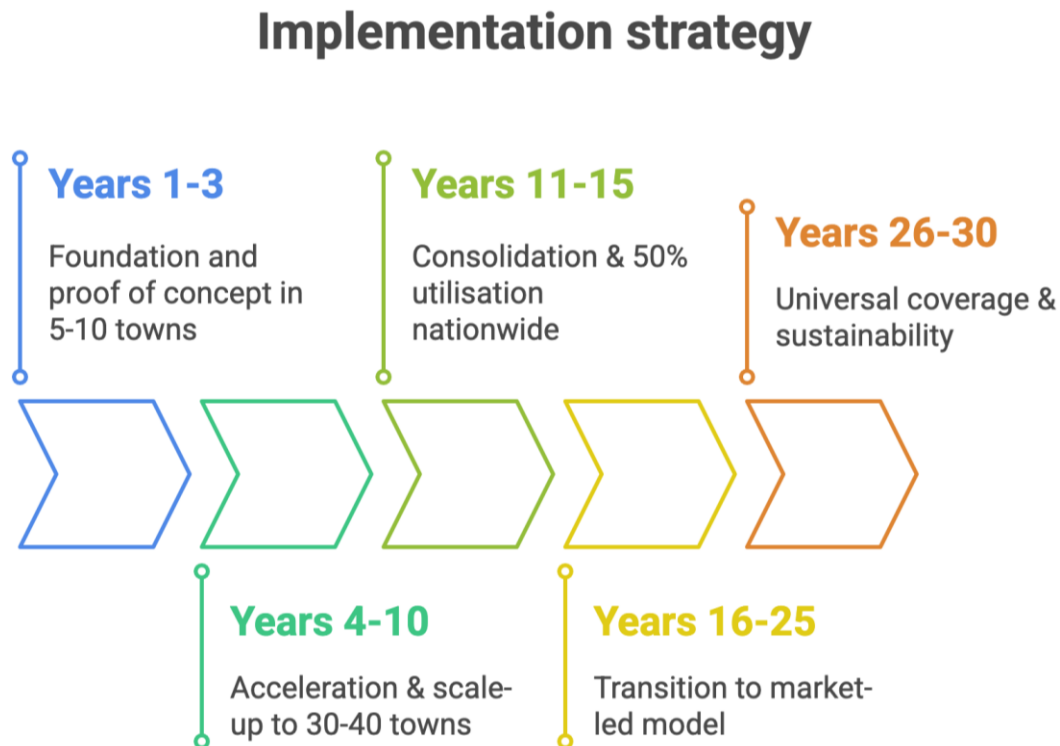 Implementation strategy
Years 1-3
Foundation and
proof of concept in
5-10 towns
Years 4-10
Acceleration & scale-
up to 30-40 towns
Years 11-15
Consolidation & 50%
utilisation
nationwide
Years 16-25
Transition to market-
led model
Years 26-30
Universal coverage &
sustainability